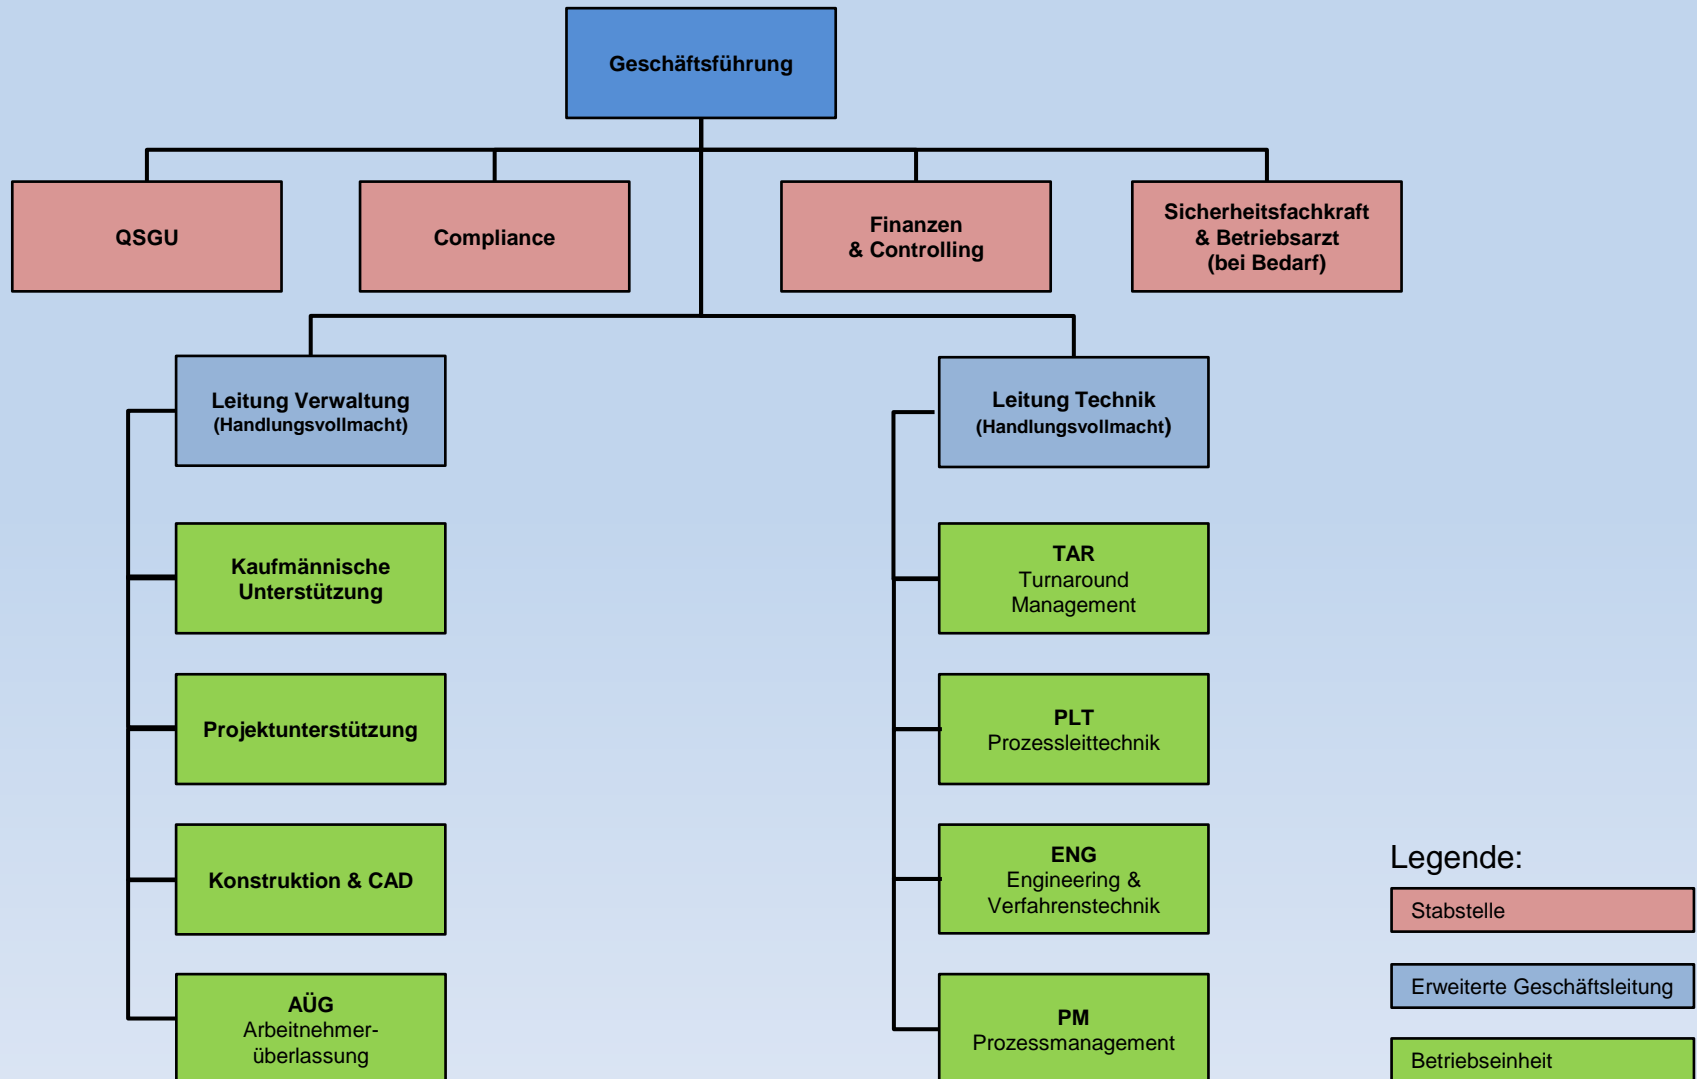 Geschäftsführung
QSGU
Compliance
Finanzen
& Controlling
Sicherheitsfachkraft
& Betriebsarzt
(bei Bedarf)
Leitung Verwaltung
(Handlungsvollmacht)
Leitung Technik
(Handlungsvollmacht)
Kaufmännische
Unterstützung
Projektunterstützung
Konstruktion & CAD
AÜG
Arbeitnehmer-
überlassung
TAR
Turnaround
Management
PLT
Prozessleittechnik
ENG
Engineering &
Verfahrenstechnik
PM
Prozessmanagement
Legende:
Stabstelle
Erweiterte Geschäftsleitung
Betriebseinheit